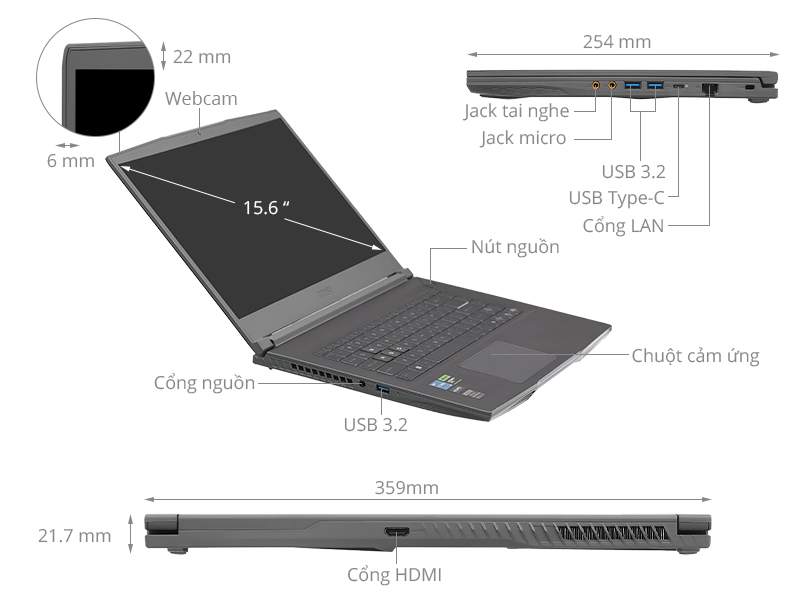 22 mm
Webcam
6 mm
15.6 “
254 mm
Jack tai nghe
Jack micro
USB 3.2
USB Type-C
Cổng LAN
Nút nguồn
Chuột cảm ứng
Cổng nguồn
USB 3.2
359mm
21.7 mm
Cổng HDMI